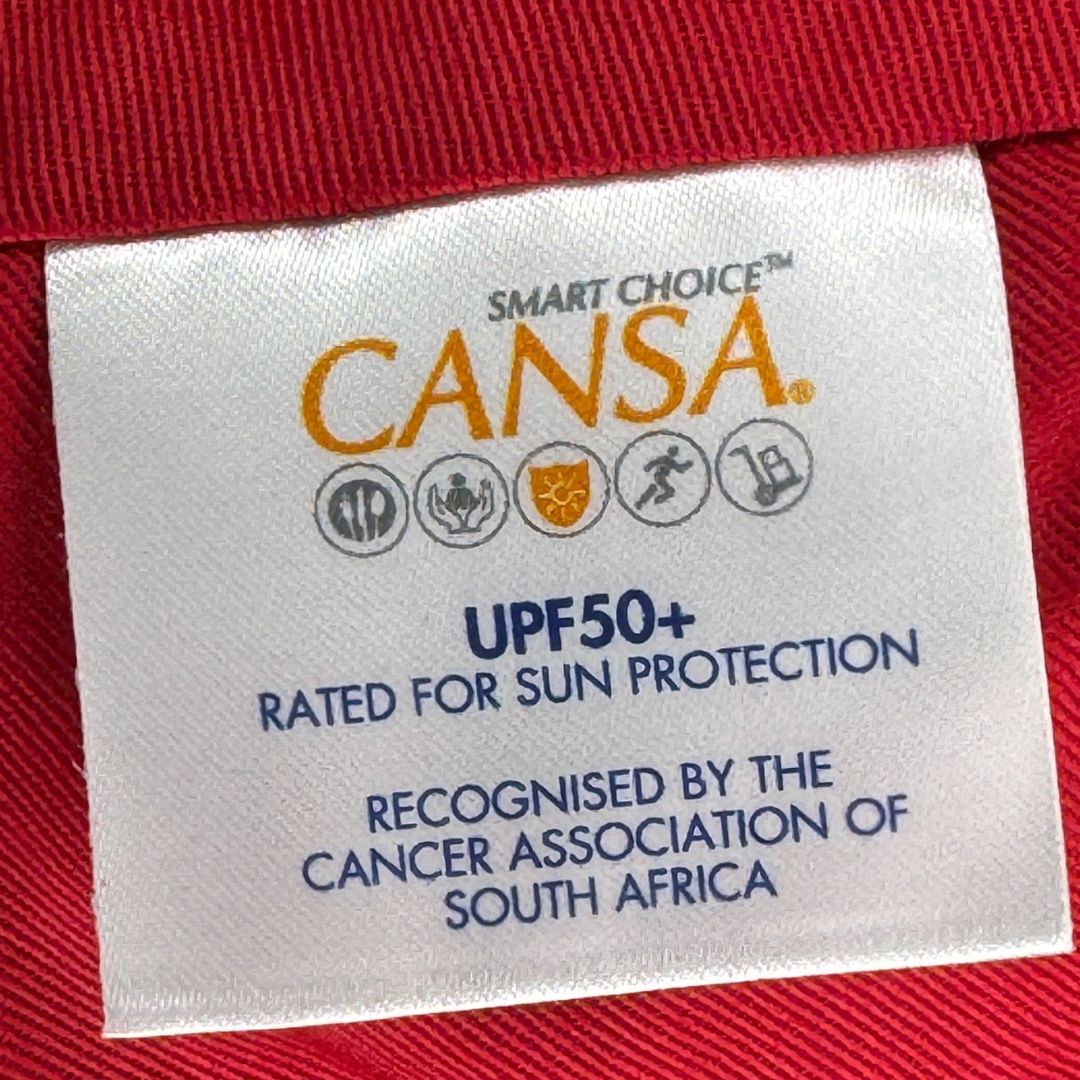 SMART CHOICE™
CANSA®
UPF50+
RATED FOR SUN PROTECTION
RECOGNISED BY THE
CANCER ASSOCIATION OF
SOUTH AFRICA